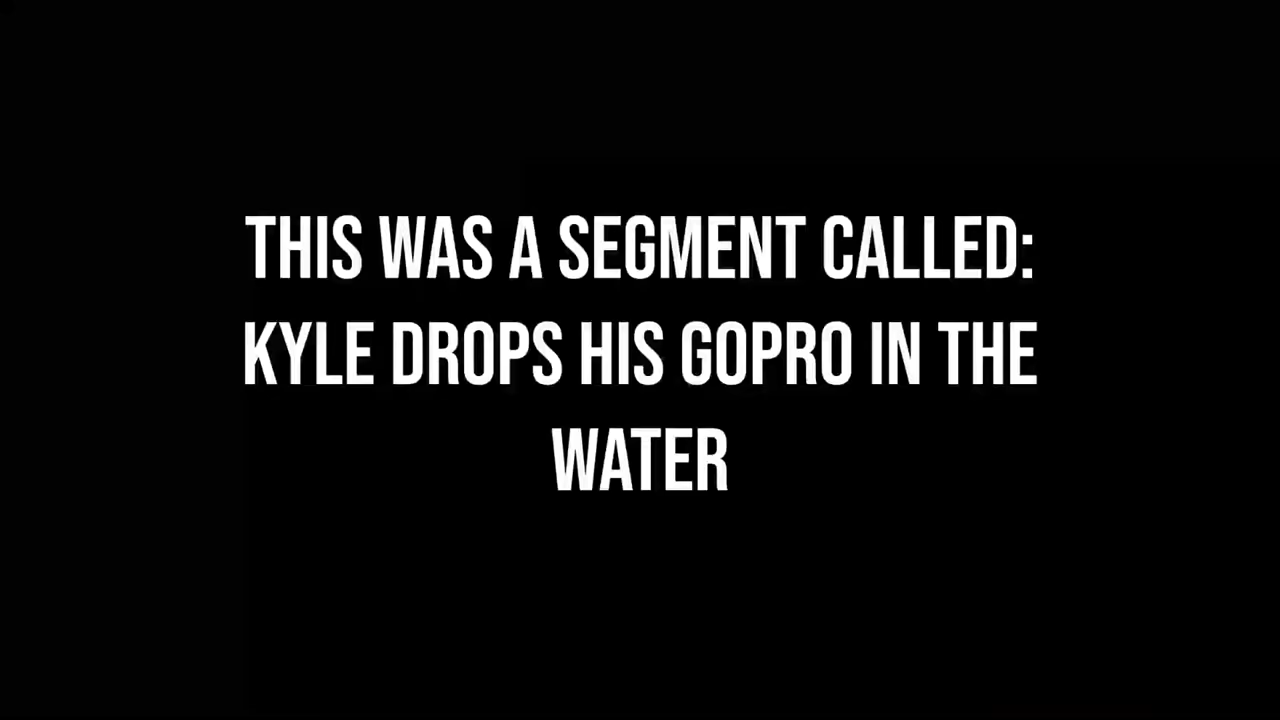 THIS WAS A SEGMENT CALLED:
KYLE DROPS HIS GOPRO IN THE
WATER